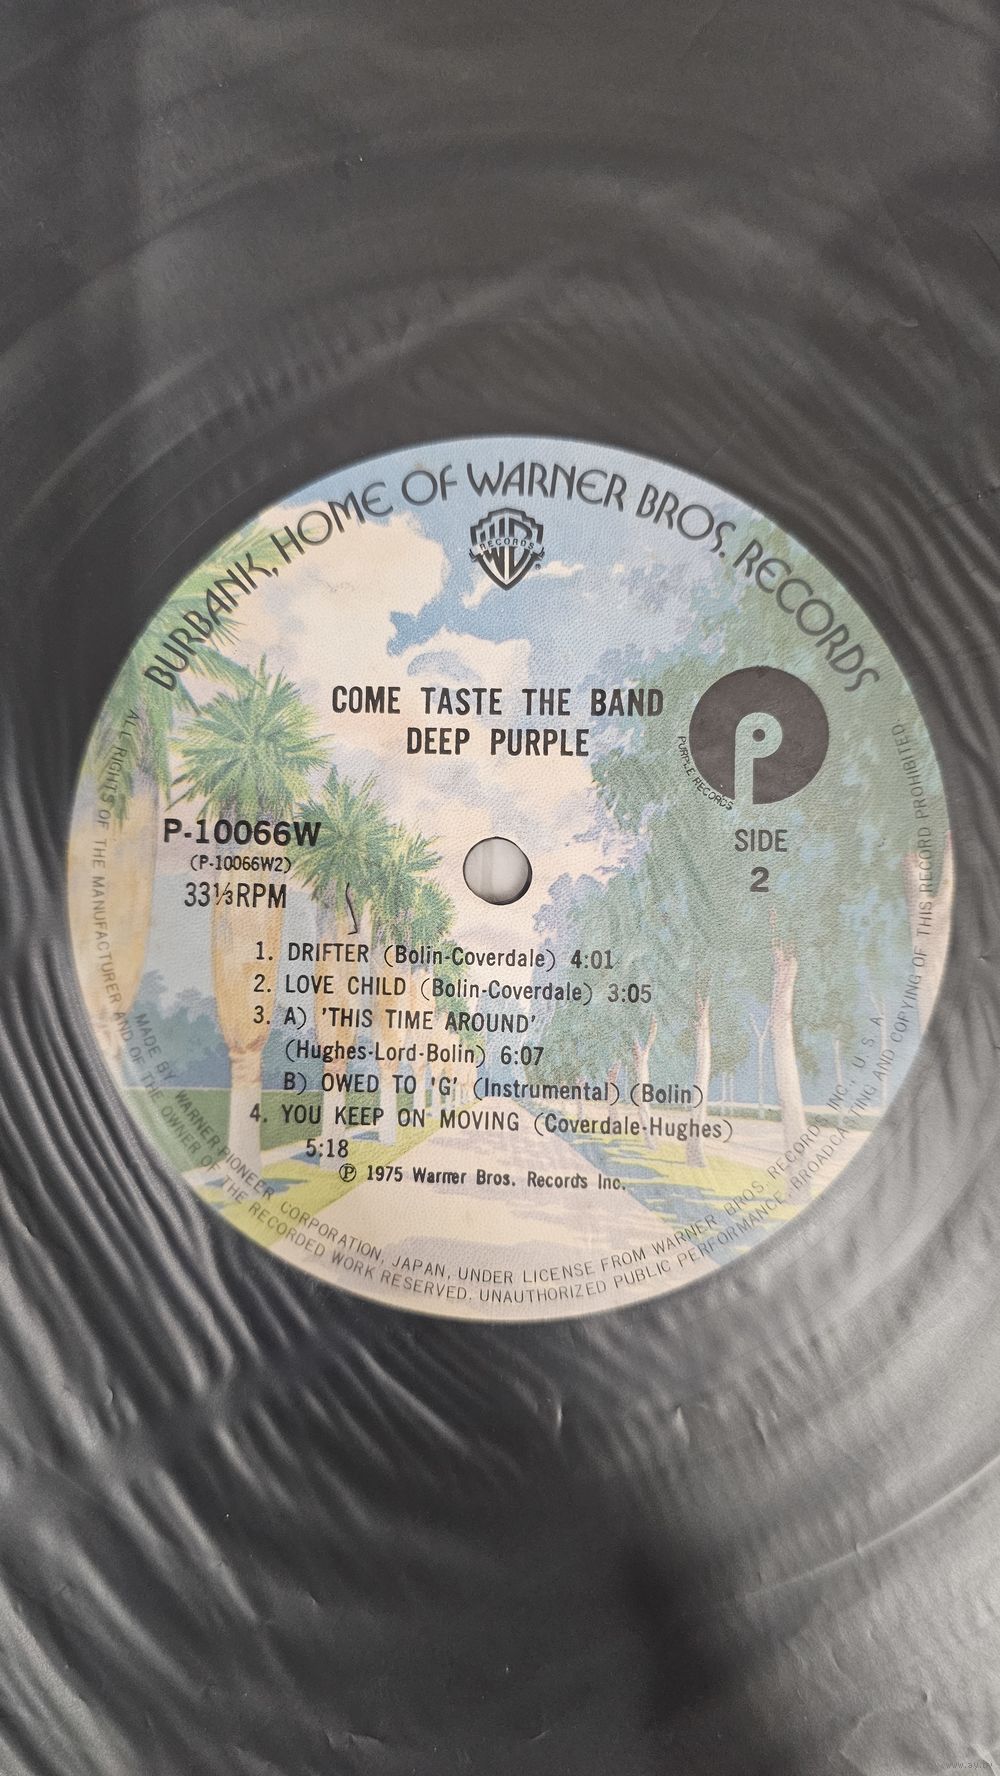 BURBANK, HOME OF WARNER BROS. RECORDS
WB
RECORDS
®
COME TASTE THE BAND
DEEP PURPLE
PURPLE RECORDS
P-10066W
(P-10066W2)
33⅓RPM
SIDE
2
1. DRIFTER (Bolin-Coverdale) 4:01
2. LOVE CHILD (Bolin-Coverdale) 3:05
3. A) 'THIS TIME AROUND'
(Hughes-Lord-Bolin) 6:07
B) OWED TO 'G' (Instrumental) (Bolin)
4. YOU KEEP ON MOVING (Coverdale-Hughes)
5:18
℗ 1975 Warner Bros. Records Inc.
MADE BY WARNER-PIONEER CORPORATION, JAPAN, UNDER LICENSE FROM WARNER BROS. RECORDS INC., U. S. A.
ALL RIGHTS OF THE MANUFACTURER AND OF THE OWNER OF THE RECORDED WORK RESERVED. UNAUTHORIZED PUBLIC PERFORMANCE, BROADCASTING AND COPYING OF THIS RECORD PROHIBITED
www.ay.by